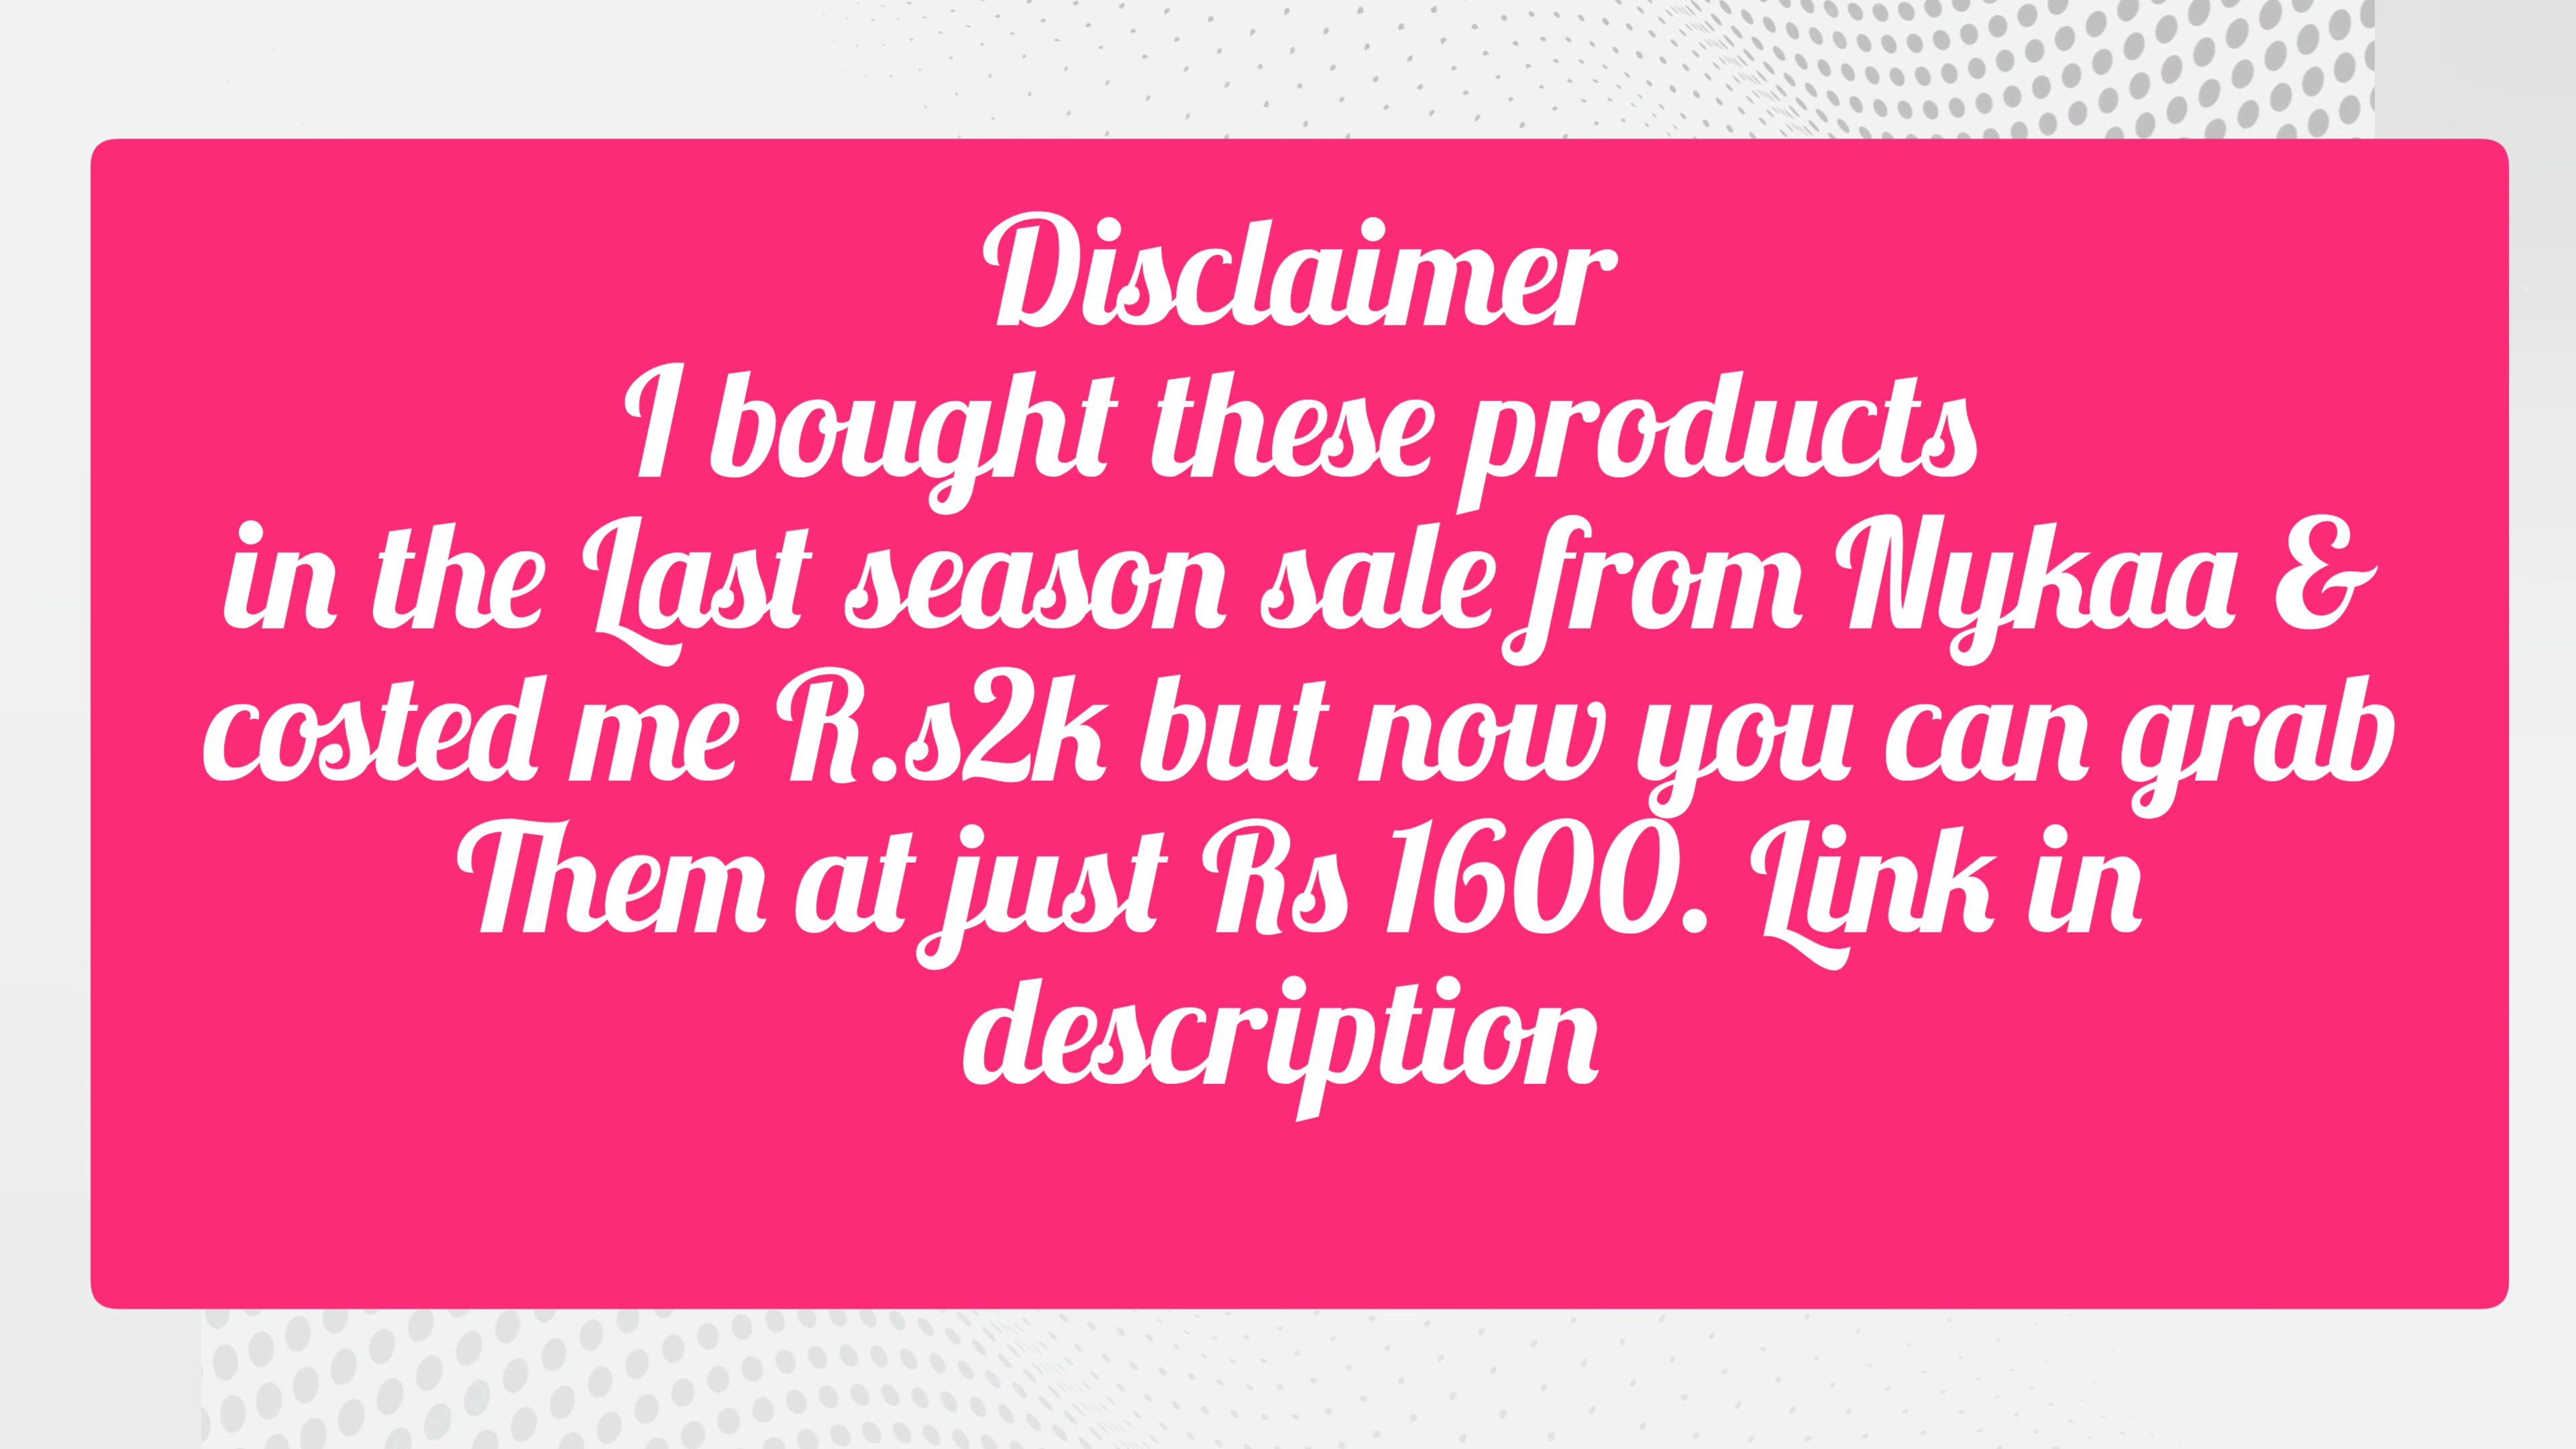 Disclaimer
I bought these products
in the Last season sale from Nykaa &
costed me R.s2k but now you can grab
Them at just Rs 1600. Link in
description